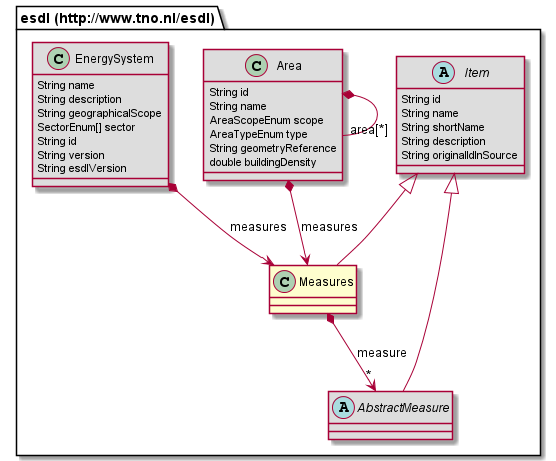 esdl (http://www.tno.nl/esdl)
C EnergySystem
String name
String description
String geographicalScope
SectorEnum[] sector
String id
String version
String esdlVersion
C Area
String id
String name
AreaScopeEnum scope
AreaTypeEnum type
String geometryReference
double buildingDensity
area[*]
A Item
String id
String name
String shortName
String description
String originalIdInSource
measures
measures
C Measures
measure
*
A AbstractMeasure